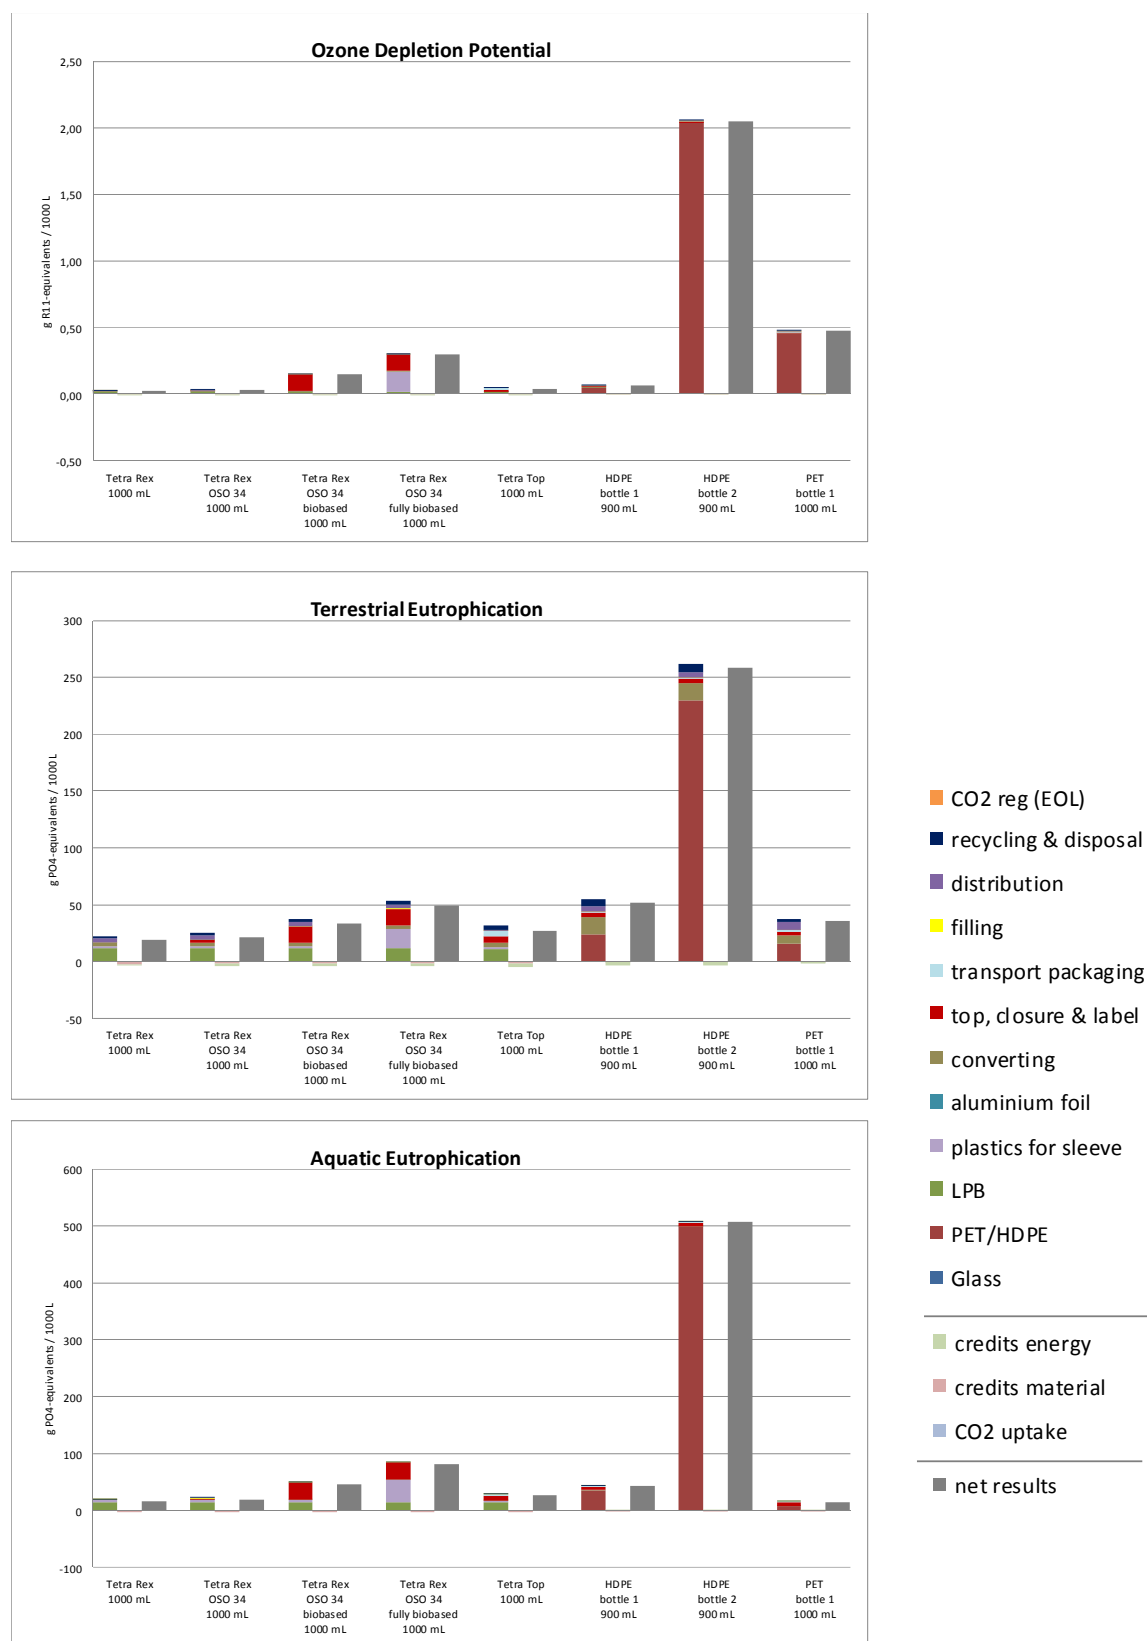 Ozone Depletion Potential
g R11-equivalents / 1000 L
2,50
2,00
1,50
1,00
0,50
0,00
-0,50
Tetra Rex
1000 mL
Tetra Rex
OSO 34
1000 mL
Tetra Rex
OSO 34
biobased
1000 mL
Tetra Rex
OSO 34
fully biobased
1000 mL
Tetra Top
1000 mL
HDPE
bottle 1
900 mL
HDPE
bottle 2
900 mL
PET
bottle 1
1000 mL
Terrestrial Eutrophication
g PO4-equivalents / 1000 L
300
250
200
150
100
50
0
-50
Tetra Rex
1000 mL
Tetra Rex
OSO 34
1000 mL
Tetra Rex
OSO 34
biobased
1000 mL
Tetra Rex
OSO 34
fully biobased
1000 mL
Tetra Top
1000 mL
HDPE
bottle 1
900 mL
HDPE
bottle 2
900 mL
PET
bottle 1
1000 mL
Aquatic Eutrophication
g PO4-equivalents / 1000 L
600
500
400
300
200
100
0
-100
Tetra Rex
1000 mL
Tetra Rex
OSO 34
1000 mL
Tetra Rex
OSO 34
biobased
1000 mL
Tetra Rex
OSO 34
fully biobased
1000 mL
Tetra Top
1000 mL
HDPE
bottle 1
900 mL
HDPE
bottle 2
900 mL
PET
bottle 1
1000 mL
CO2 reg (EOL)
recycling & disposal
distribution
filling
transport packaging
top, closure & label
converting
aluminium foil
plastics for sleeve
LPB
PET/HDPE
Glass
credits energy
credits material
CO2 uptake
net results